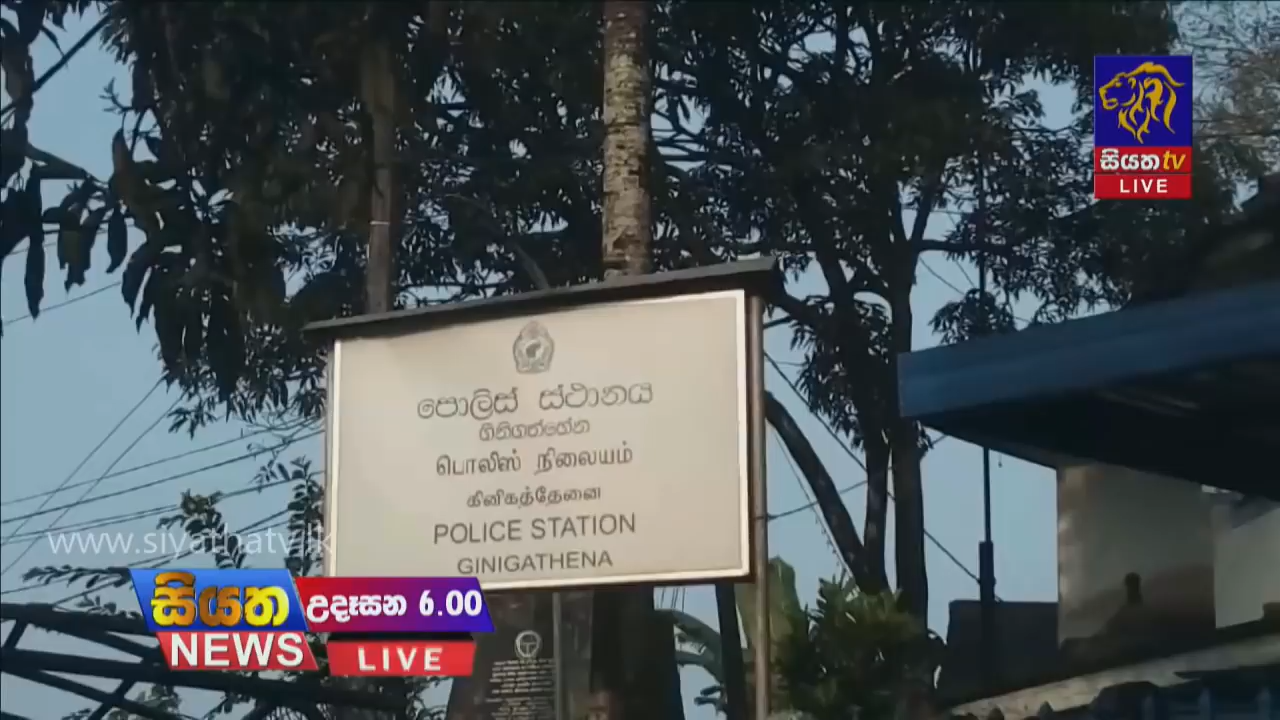 සියත tv
LIVE
පොලිස් ස්ථානය
ගිනිගත්හේන
பொலிஸ் நிலையம்
கினிகத்தேனை
POLICE STATION
GINIGATHENA
www.siyathatv.lk
සියත
NEWS
උදෑසන 6.00
LIVE